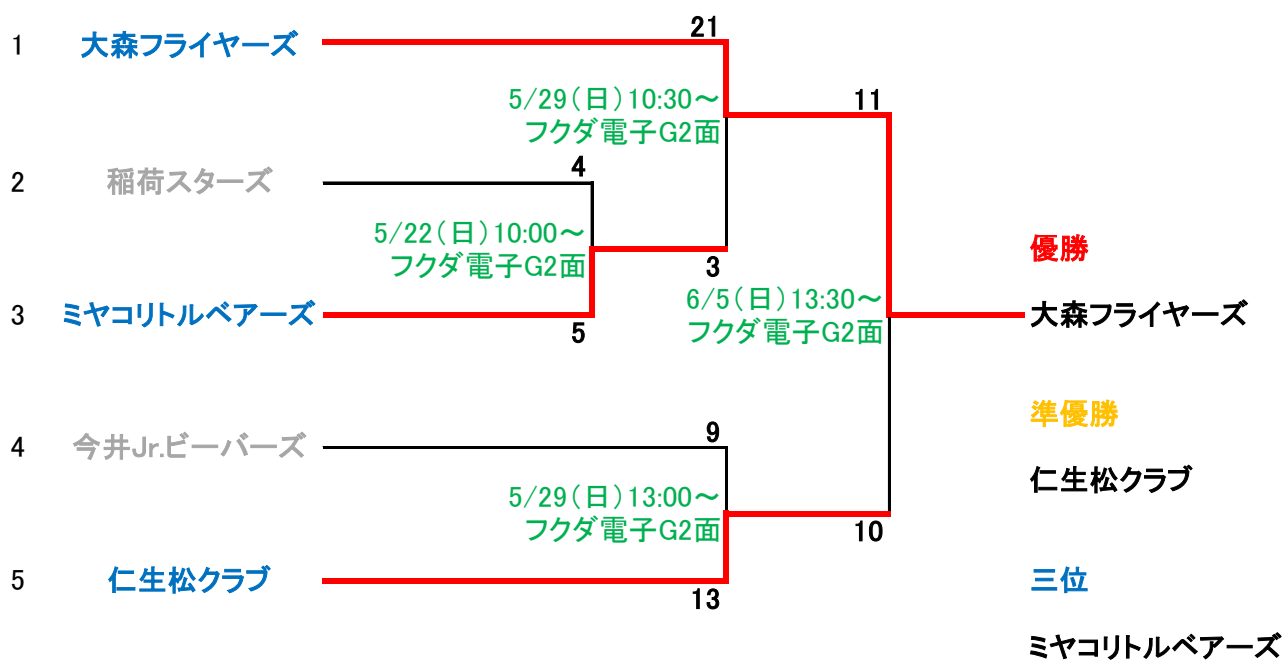 21
1 大森フライヤーズ
5/29(日)10:30～
11
フクダ電子G2面
4
2 稲荷スターズ
5/22(日)10:00～
フクダ電子G2面
優勝
3
6/5(日)13:30～
3 ミヤコリトルベアーズ
大森フライヤーズ
フクダ電子G2面
5
準優勝
9
4 今井Jr.ビーバーズ
仁生松クラブ
5/29(日)13:00～
フクダ電子G2面
10
5 仁生松クラブ
三位
13
ミヤコリトルベアーズ